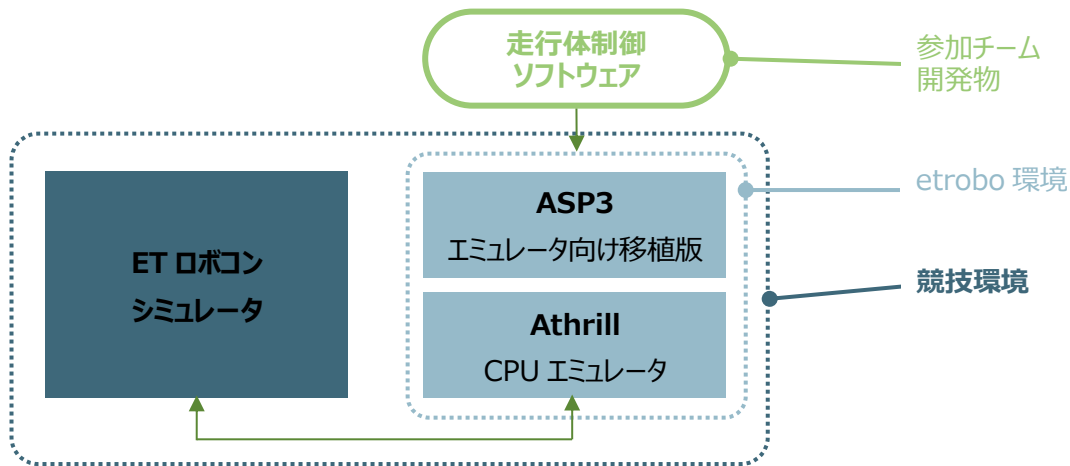 走行体制御
ソフトウェア
参加チーム
開発物
etrobo 環境
ASP3
エミュレータ向け移植版
ET ロボコン
シミュレータ
競技環境
Athrill
CPU エミュレータ